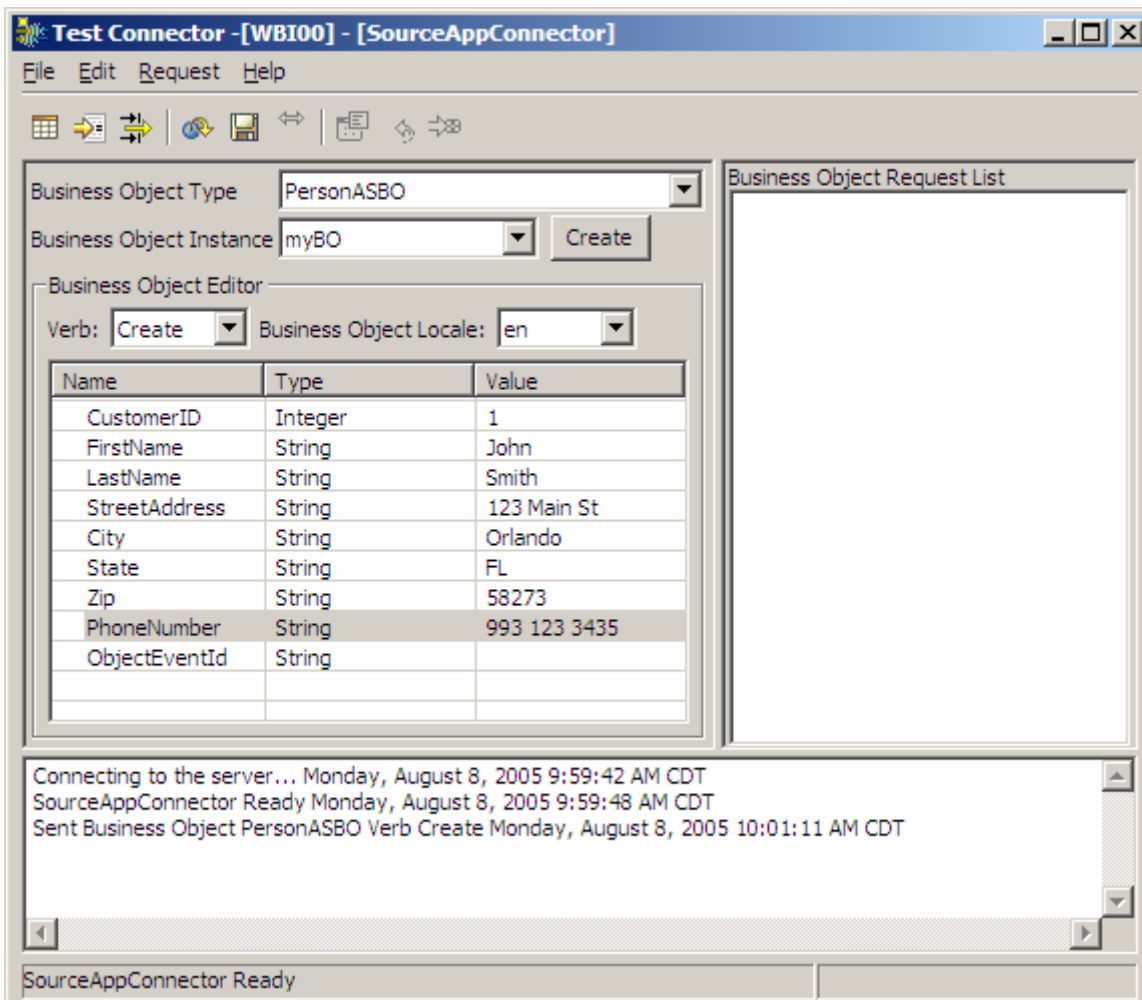 Test Connector -[WBI00] - [SourceAppConnector]
File Edit Request Help
Business Object Type PersonASBO
Business Object Instance myBO Create
Business Object Editor
Verb: Create Business Object Locale: en
Name Type Value
CustomerID Integer 1
FirstName String John
LastName String Smith
StreetAddress String 123 Main St
City String Orlando
State String FL
Zip String 58273
PhoneNumber String 993 123 3435
ObjectEventId String
Business Object Request List
Connecting to the server... Monday, August 8, 2005 9:59:42 AM CDT
SourceAppConnector Ready Monday, August 8, 2005 9:59:48 AM CDT
Sent Business Object PersonASBO Verb Create Monday, August 8, 2005 10:01:11 AM CDT
SourceAppConnector Ready